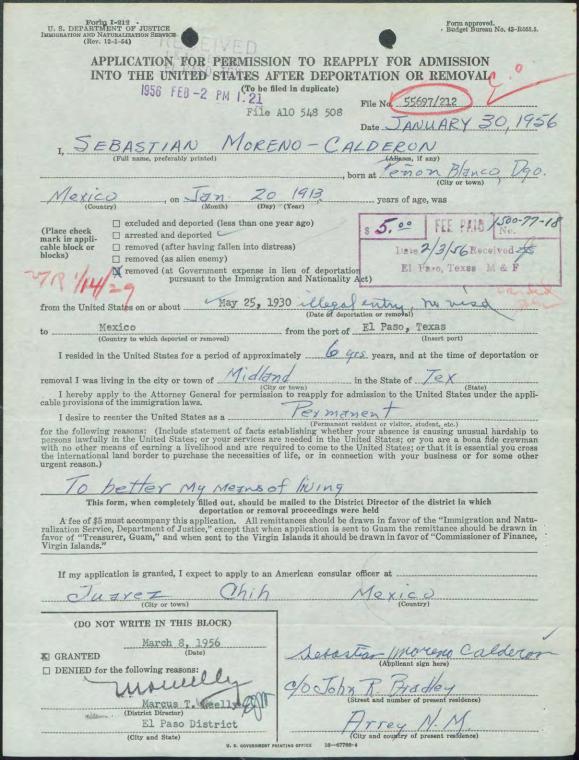 Form I-212
U. S. DEPARTMENT OF JUSTICE
IMMIGRATION AND NATURALIZATION SERVICE
(Rev. 12-1-54)
Form approved.
Budget Bureau No. 43-R083.5.
RECEIVED
APPLICATION FOR PERMISSION TO REAPPLY FOR ADMISSION
INTO THE UNITED STATES AFTER DEPORTATION OR REMOVAL
(To be filed in duplicate)
1956 FEB -2 PM 1:21
File No. 55697/212
File A10 548 508
Date JANUARY 30, 1956
I, SEBASTIAN MORENO-CALDERON
(Full name, preferably printed) (Aliases, if any)
, born at Peñon Blanco, Dgo.
(City or town)
Mexico, on Jan. 20 1913 years of age, was
(Country) (Month) (Day) (Year)
(Place check mark in applicable block or blocks)
☐ excluded and deported (less than one year ago)
☐ arrested and deported
☐ removed (after having fallen into distress)
☐ removed (as alien enemy)
☒ removed (at Government expense in lieu of deportation pursuant to the Immigration and Nationality Act)
$ 5.00 FEE PAID No. 1500-77-18
Date 2/3/56 Received
El Paso, Texas M & F
1/14/29
from the United States on or about May 25, 1930 illegal entry, no visa
(Date of deportation or removal)
to Mexico from the port of El Paso, Texas
(Country to which deported or removed) (Insert port)
I resided in the United States for a period of approximately 6 yrs. years, and at the time of deportation or
removal I was living in the city or town of Midland in the State of Tex
(City or town) (State)
I hereby apply to the Attorney General for permission to reapply for admission to the United States under the appli-
cable provisions of the immigration laws.
I desire to reenter the United States as a Permanent
(Permanent resident or visitor, student, etc.)
for the following reasons: (Include statement of facts establishing whether your absence is causing unusual hardship to
persons lawfully in the United States; or your services are needed in the United States; or you are a bona fide crewman
with no other means of earning a livelihood and are required to come to the United States; or that it is essential you cross
the international land border to purchase the necessities of life, or in connection with your business or for some other
urgent reason.)
To better my means of living
This form, when completely filled out, should be mailed to the District Director of the district in which
deportation or removal proceedings were held
A fee of $5 must accompany this application. All remittances should be drawn in favor of the "Immigration and Natu-
ralization Service, Department of Justice," except that when application is sent to Guam the remittance should be drawn in
favor of "Treasurer, Guam," and when sent to the Virgin Islands it should be drawn in favor of "Commissioner of Finance,
Virgin Islands."
If my application is granted, I expect to apply to an American consular officer at
Juarez Chih Mexico
(City or town) (Country)
(DO NOT WRITE IN THIS BLOCK)
March 8, 1956
(Date)
☒ GRANTED
☐ DENIED for the following reasons:
Marcus T. Neelly
(District Director)
El Paso District
(City and State)
Sebastian Moreno Calderon
(Applicant sign here)
c/o John R. Bradley
(Street and number of present residence)
Arrey N.M.
(City and country of present residence)
U. S. GOVERNMENT PRINTING OFFICE 16-67768-4